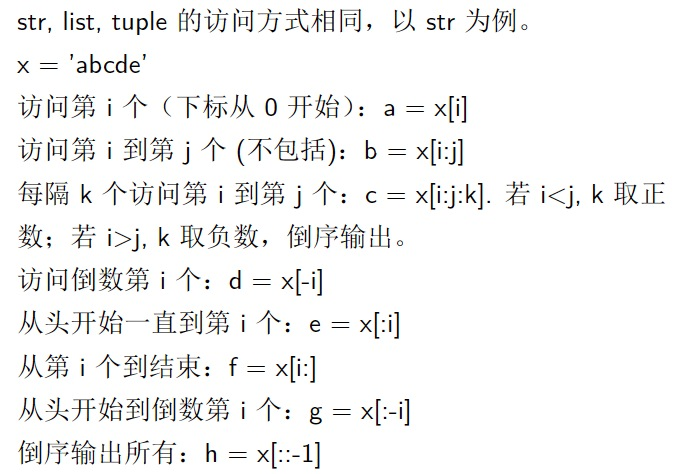 str, list, tuple 的访问方式相同，以 str 为例。
x = ’abcde’
访问第 i 个（下标从 0 开始）：a = x[i]
访问第 i 到第 j 个 (不包括)：b = x[i:j]
每隔 k 个访问第 i 到第 j 个：c = x[i:j:k]. 若 i<j, k 取正
数；若 i>j, k 取负数，倒序输出。
访问倒数第 i 个：d = x[-i]
从头开始一直到第 i 个：e = x[:i]
从第 i 个到结束：f = x[i:]
从头开始到倒数第 i 个：g = x[:-i]
倒序输出所有：h = x[::-1]